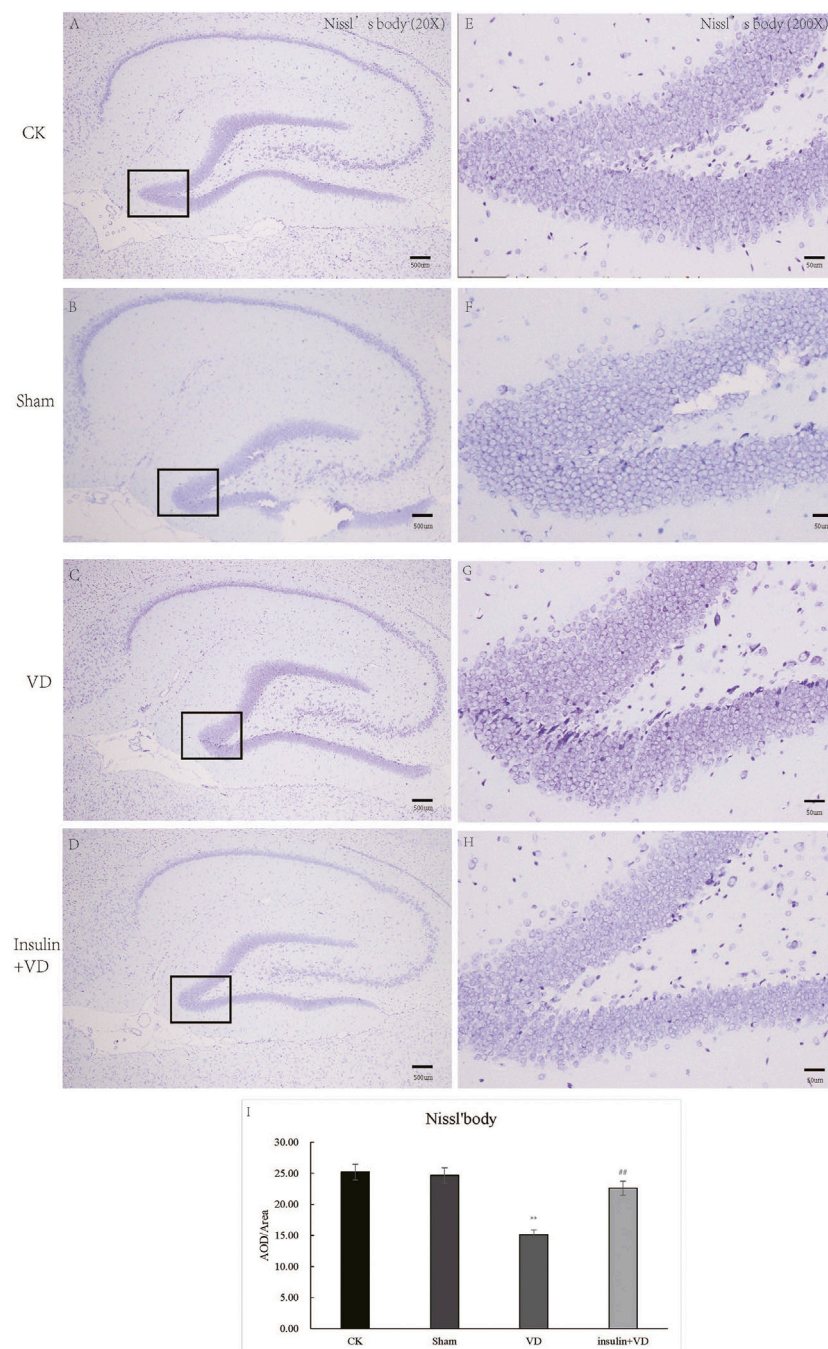 A
Nissl’s body (20X)
E
Nissl’s body (200X)
CK
500um
50um
B
F
Sham
500um
50um
C
G
VD
500um
50um
D
H
Insulin
+VD
500um
50um
I
Nissl'body
30.00
25.00
20.00
15.00
10.00
5.00
0.00
AOD/Area
**
##
CK
Sham
VD
insulin+VD